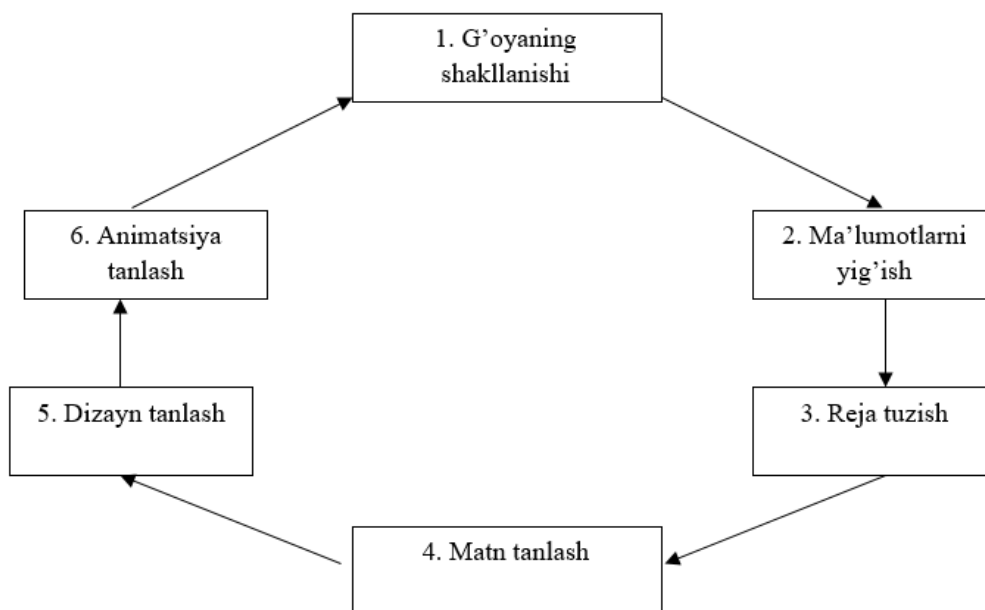 1. G’oyaning
shakllanishi
2. Ma’lumotlarni
yig’ish
3. Reja tuzish
4. Matn tanlash
5. Dizayn tanlash
6. Animatsiya
tanlash